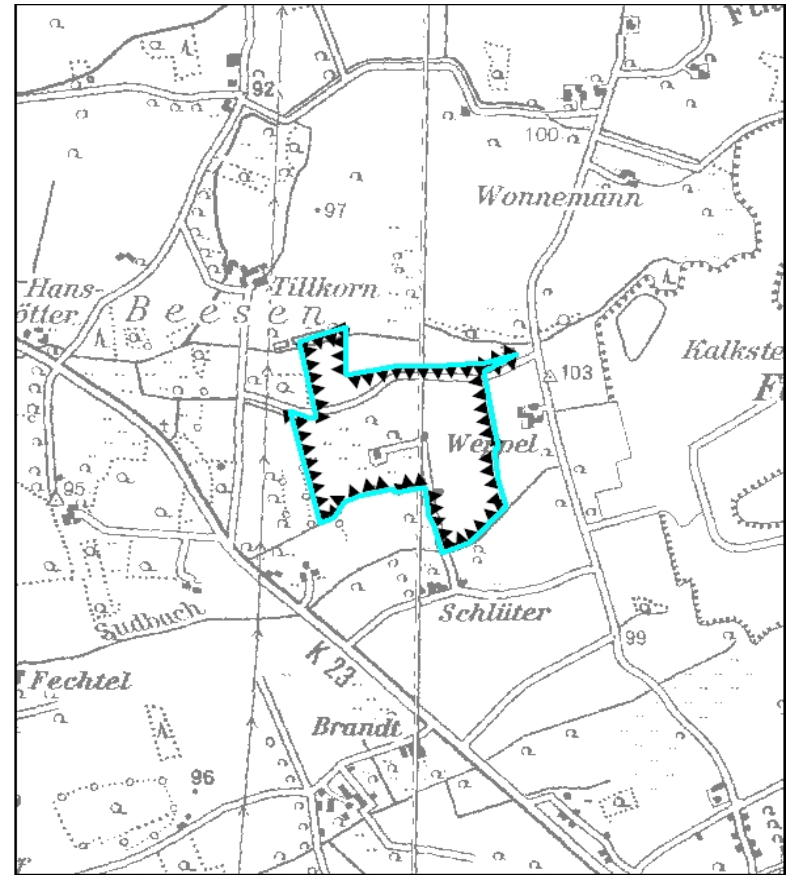 92
100
Wonnemann
97
Tillkorn
Hans-
ötter
Beesen
Kalkste
103
Weppel
95
Schlüter
Sudbach
99
K 23
Fechtel
Brandt
96